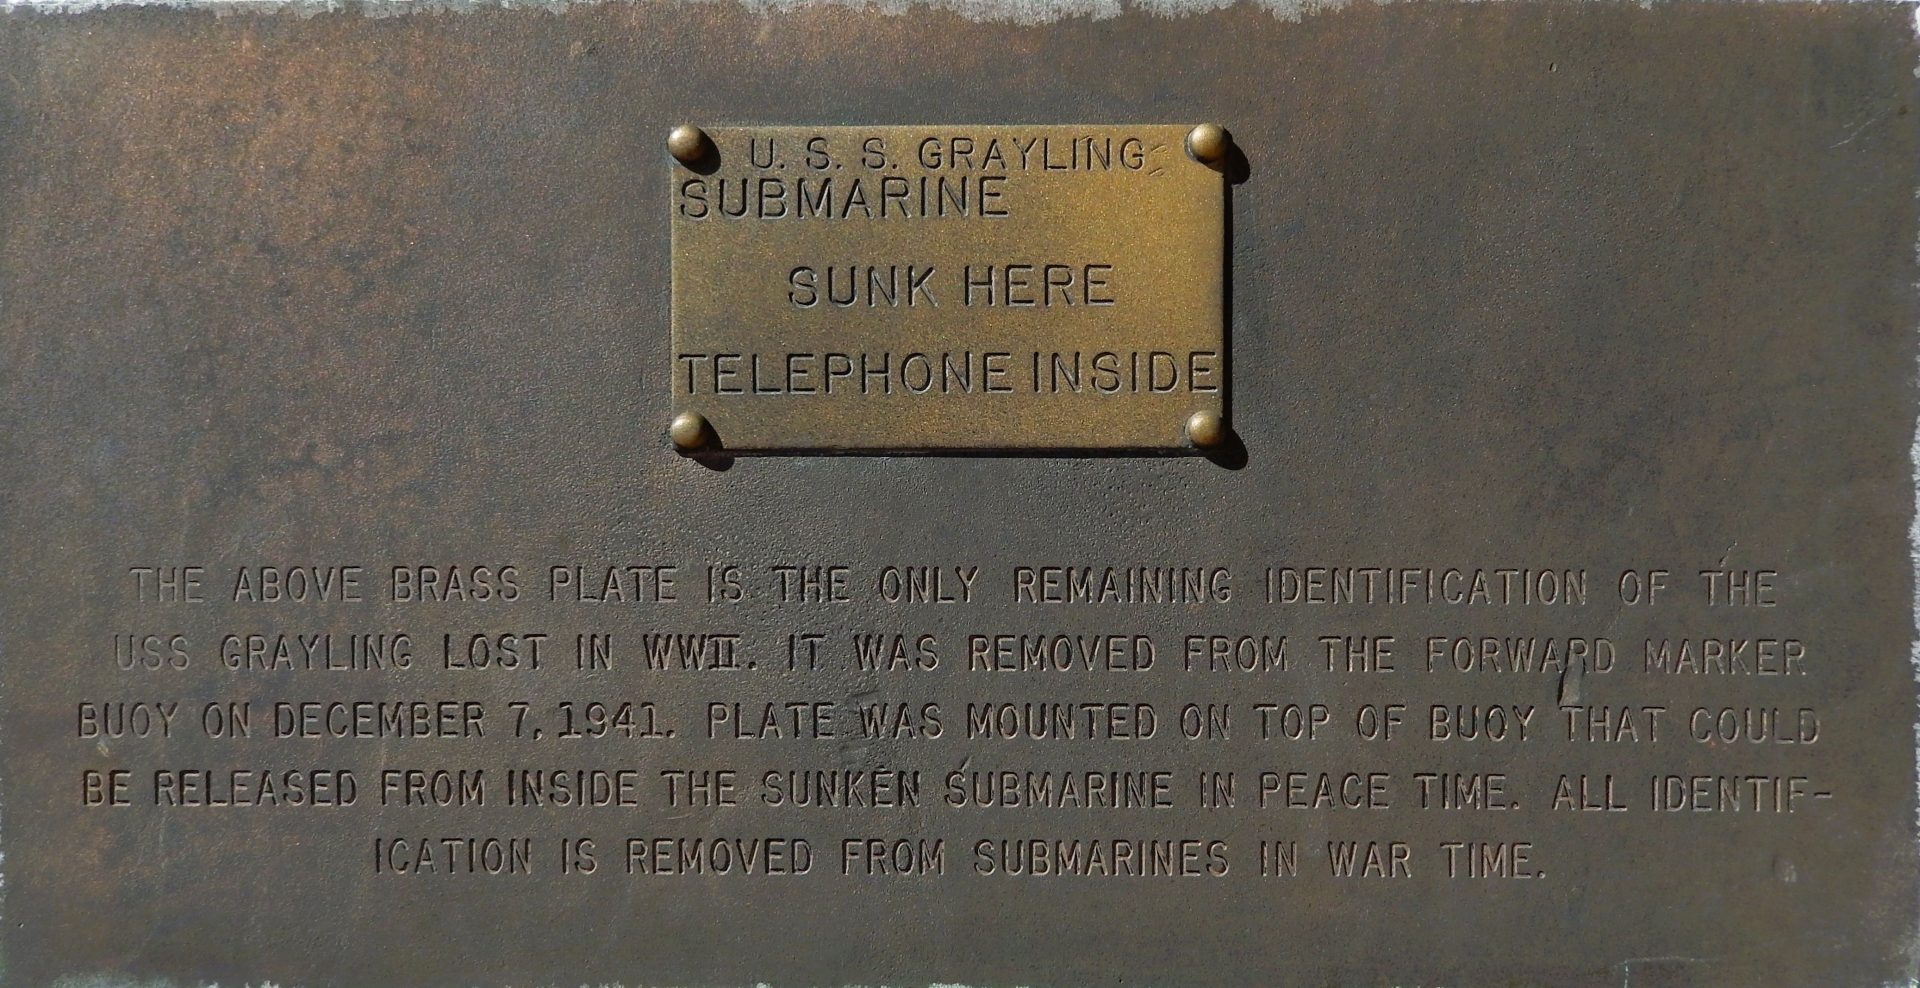 U. S. S. GRAYLING
SUBMARINE
SUNK HERE
TELEPHONE INSIDE
THE ABOVE BRASS PLATE IS THE ONLY REMAINING IDENTIFICATION OF THE
USS GRAYLING LOST IN WWII. IT WAS REMOVED FROM THE FORWARD MARKER
BUOY ON DECEMBER 7, 1941. PLATE WAS MOUNTED ON TOP OF BUOY THAT COULD
BE RELEASED FROM INSIDE THE SUNKEN SUBMARINE IN PEACE TIME. ALL IDENTIF-
ICATION IS REMOVED FROM SUBMARINES IN WAR TIME.